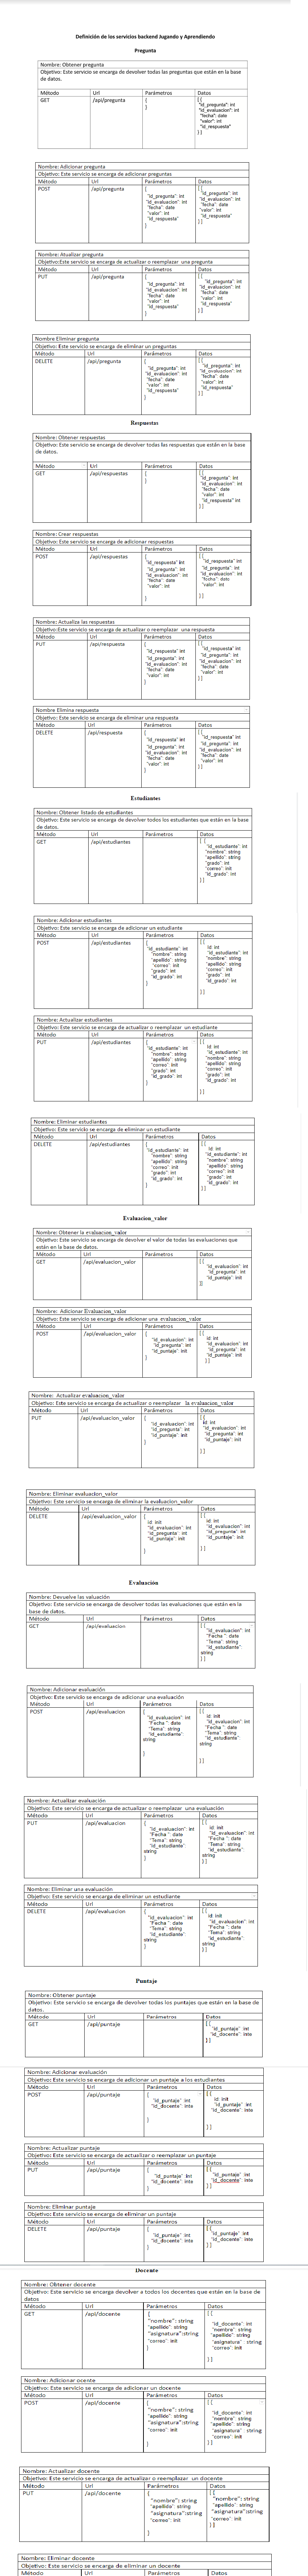 Definición de los servicios backend Jugando y Aprendiendo
Pregunta
Nombre: Obtener pregunta
Objetivo: Este servicio se encarga de devolver todas las preguntas que están en la base
de datos.
Método Url Parámetros Datos
GET /api/pregunta { [{
} "id_pregunta": int
"id_evaluacion": int
"fecha": date
"valor": int
"id_respuesta"
}]
Nombre: Adicionar pregunta
Objetivo: Este servicio se encarga de adicionar preguntas
Método Url Parámetros Datos
POST /api/pregunta { [{
"id_pregunta": int "id_pregunta": int
"id_evaluacion": int "id_evaluacion": int
"fecha": date "fecha": date
"valor": int "valor": int
"id_respuesta" "id_respuesta"
} }]
Nombre: Atualizar pregunta
Objetivo:Este servicio se encarga de actualizar o reemplazar una pregunta
Método Url Parámetros Datos
PUT /api/pregunta { [{
"id_pregunta": int "id_pregunta": int
"id_evaluacion": int "id_evaluacion": int
"fecha": date "fecha": date
"valor": int "valor": int
"id_respuesta" "id_respuesta"
} }]
Nombre Eliminar pregunta
Objetivo: Este servicio se encarga de eliminar un preguntas
Método Url Parámetros Datos
DELETE /api/pregunta { [{
"id_pregunta": int "id_pregunta": int
"id_evaluacion": int "id_evaluacion": int
"fecha": date "fecha": date
"valor": int "valor": int
"id_respuesta" "id_respuesta"
} }]
Respuestas
Nombre: Obtener respuestas
Objetivo: Este servicio se encarga de devolver todas las respuestas que están en la base
de datos.
Método Url Parámetros Datos
GET /api/respuestas { [{
} "id_pregunta": int
"id_evaluacion": int
"fecha": date
"valor": int
"id_respuesta" int
}]
Nombre: Crear respuestas
Objetivo: Este servicio se encarga de adicionar respuestas
Método Url Parámetros Datos
POST /api/respuestas { [{
"id_respuesta" int "id_respuesta" int
"id_pregunta": int "id_pregunta": int
"id_evaluacion": int "id_evaluacion": int
"fecha": date "fecha": date
"valor": int "valor": int
} }]
Nombre: Actualiza las respuestas
Objetivo:Este servicio se encarga de actualizar o reemplazar una respuesta
Método Url Parámetros Datos
PUT /api/respuesta { [{
"id_respuesta" int "id_respuesta" int
"id_pregunta": int "id_pregunta": int
"id_evaluacion": int "id_evaluacion": int
"fecha": date "fecha": date
"valor": int "valor": int
} }]
Nombre Elimina respuesta
Objetivo: Este servicio se encarga de eliminar una respuesta
Método Url Parámetros Datos
DELETE /api/respuesta { [{
"id_respuesta" int "id_respuesta" int
"id_pregunta": int "id_pregunta": int
"id_evaluacion": int "id_evaluacion": int
"fecha": date "fecha": date
"valor": int "valor": int
} }]
Estudiantes
Nombre: Obtener listado de estudiantes
Objetivo: Este servicio se encarga de devolver todos los estudiantes que están en la base
de datos.
Método Url Parámetros Datos
GET /api/estudiantes [{
"id_estudiante": int
"nombre": string
"apellido": string
"grado": int
"correo": init
"id_grado": int
}]
Nombre: Adicionar estudiantes
Objetivo: Este servicio se encarga de adicionar un estudiante
Método Url Parámetros Datos
POST /api/estudiantes { [{
"id_estudiante": int id: int
"nombre": string "id_estudiante": int
"apellido": string "nombre": string
"correo": init "apellido": string
"grado": int "correo": init
"id_grado": int "grado": int
} "id_grado": int
}]
Nombre: Actualizar estudiantes
Objetivo: Este servicio se encarga de actualizar o reemplazar un estudiante
Método Url Parámetros Datos
PUT /api/estudiantes { [{
"id_estudiante": int id: int
"nombre": string "id_estudiante": int
"apellido": string "nombre": string
"correo": init "apellido": string
"grado": int "correo": init
"id_grado": int "grado": int
} "id_grado": int
}]
Nombre: Eliminar estudiantes
Objetivo: Este servicio se encarga de eliminar un estudiante
Método Url Parámetros Datos
DELETE /api/estudiantes { [{
"id_estudiante": int id: int
"nombre": string "id_estudiante": int
"apellido": string "nombre": string
"correo": init "apellido": string
"grado": int "correo": init
"id_grado": int "grado": int
} "id_grado": int
}]
Evaluacion_valor
Nombre: Obtener la evaluacion_valor
Objetivo: Este servicio se encarga de devolver el valor de todas las evaluaciones que
están en la base de datos.
Método Url Parámetros Datos
GET /api/evaluacion_valor [{
"id_evaluacion": int
"id_pregunta": int
"id_puntaje": init
}]
Nombre: Adicionar Evaluacion_valor
Objetivo: Este servicio se encarga de adicionar una evaluacion_valor
Método Url Parámetros Datos
POST /api/evaluacion_valor { [{
"id_evaluacion": int id: int
"id_pregunta": int "id_evaluacion": int
"id_puntaje": init "id_pregunta": int
} "id_puntaje": init
}]
Nombre: Actualizar evaluacion_valor
Objetivo: Este servicio se encarga de actualizar o reemplazar la evaluacion_valor
Método Url Parámetros Datos
PUT /api/evaluacion_valor { [{
"id_evaluacion": int id: int
"id_pregunta": int "id_evaluacion": int
"id_puntaje": init "id_pregunta": int
} "id_puntaje": init
}]
Nombre: Eliminar evaluacion_valor
Objetivo: Este servicio se encarga de eliminar la evaluacion_valor
Método Url Parámetros Datos
DELETE /api/evaluacion_valor { [{
id: init id: int
"id_evaluacion": int "id_evaluacion": int
"id_pregunta": int "id_pregunta": int
"id_puntaje": init "id_puntaje": init
} }]
Evaluación
Nombre: Devuelve las valuación
Objetivo: Este servicio se encarga de devolver todas las evaluaciones que están en la
base de datos.
Método Url Parámetros Datos
GET /api/evaluacion [{
"id_evaluacion": int
"Fecha ": date
"Tema": string
"id_estudiante":
string
}]
Nombre: Adicionar evaluación
Objetivo: Este servicio se encarga de adicionar una evaluación
Método Url Parámetros Datos
POST /api/evaluacion { [{
"id_evaluacion": int id: init
"Fecha ": date "id_evaluacion": int
"Tema": string "Fecha ": date
"id_estudiante": "Tema": string
string "id_estudiante":
} string
}]
Nombre: Actualizar evaluación
Objetivo: Este servicio se encarga de actualizar o reemplazar una evaluación
Método Url Parámetros Datos
PUT /api/evaluacion { [{
"id_evaluacion": int id: init
"Fecha ": date "id_evaluacion": int
"Tema": string "Fecha ": date
"id_estudiante": "Tema": string
string "id_estudiante":
} string
}]
Nombre: Eliminar una evaluación
Objetivo: Este servicio se encarga de eliminar un estudiante
Método Url Parámetros Datos
DELETE /api/evaluacion { [{
"id_evaluacion": int id: init
"Fecha ": date "id_evaluacion": int
"Tema": string "Fecha ": date
"id_estudiante": "Tema": string
string "id_estudiante":
} string
}]
Puntaje
Nombre: Obtener puntaje
Objetivo: Este servicio se encarga de devolver todas los puntajes que están en la base de
datos.
Método Url Parámetros Datos
GET /api/puntaje [{
"id_puntaje": int
"id_docente": inte
}]
Nombre: Adicionar evaluación
Objetivo: Este servicio se encarga de adicionar un puntaje a los estudiantes
Método Url Parámetros Datos
POST /api/puntaje { [{
"id_puntaje": int id: init
"id_docente": inte "id_puntaje": int
} "id_docente": inte
}]
Nombre: Actualizar puntaje
Objetivo: Este servicio se encarga de actualizar o reemplazar un puntaje
Método Url Parámetros Datos
PUT /api/puntaje { [{
"id_puntaje": int "id_puntaje": int
"id_docente": inte "id_docente": inte
} }]
Nombre: Eliminar puntaje
Objetivo: Este servicio se encarga de eliminar un puntaje
Método Url Parámetros Datos
DELETE /api/puntaje { [{
"id_puntaje": int "id_puntaje": int
"id_docente": inte "id_docente": inte
} }]
Docente
Nombre: Obtener docente
Objetivo: Este servicio se encarga devolver a todos los docentes que están en la base de
datos
Método Url Parámetros Datos
GET /api/docente { [{
"nombre": string "id_docente": int
"apellido": string "nombre": string
"asignatura":string "apellido": string
"correo": init "asignatura": string
} "correo": init
}]
Nombre: Adicionar ocente
Objetivo: Este servicio se encarga de adicionar un docente
Método Url Parámetros Datos
POST /api/docente { [{
"nombre": string "id_docente": int
"apellido": string "nombre": string
"asignatura":string "apellido": string
"correo": init "asignatura": string
} "correo": init
}]
Nombre: Actualizar docente
Objetivo: Este servicio se encarga de actualizar o reemplazar un docente
Método Url Parámetros Datos
PUT /api/docente { [{
"nombre": string "nombre": string
"apellido": string "apellido": string
"asignatura":string "asignatura":string
"correo": init "correo": init
} }]
Nombre: Eliminar docente
Objetivo: Este servicio se encarga de eliminar un docente
Método Url Parámetros Datos